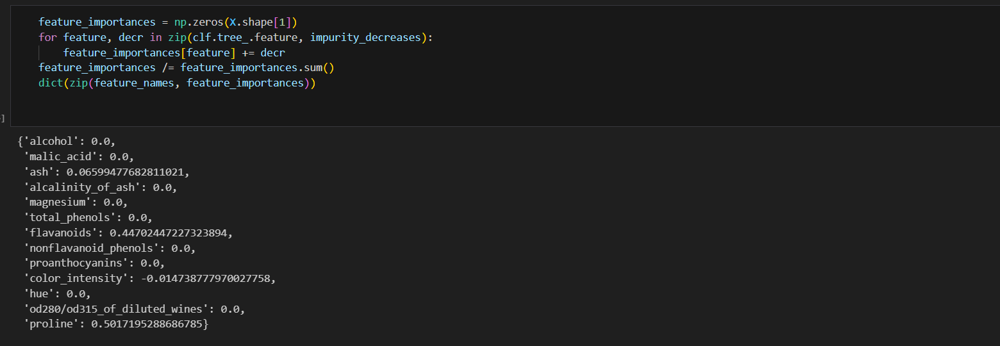 feature_importances = np.zeros(X.shape[1])
for feature, decr in zip(clf.tree_.feature, impurity_decreases):
    feature_importances[feature] += decr
feature_importances /= feature_importances.sum()
dict(zip(feature_names, feature_importances))
]
{'alcohol': 0.0,
 'malic_acid': 0.0,
 'ash': 0.06599477682811021,
 'alcalinity_of_ash': 0.0,
 'magnesium': 0.0,
 'total_phenols': 0.0,
 'flavanoids': 0.44702447227323894,
 'nonflavanoid_phenols': 0.0,
 'proanthocyanins': 0.0,
 'color_intensity': -0.014738777970027758,
 'hue': 0.0,
 'od280/od315_of_diluted_wines': 0.0,
 'proline': 0.5017195288686785}